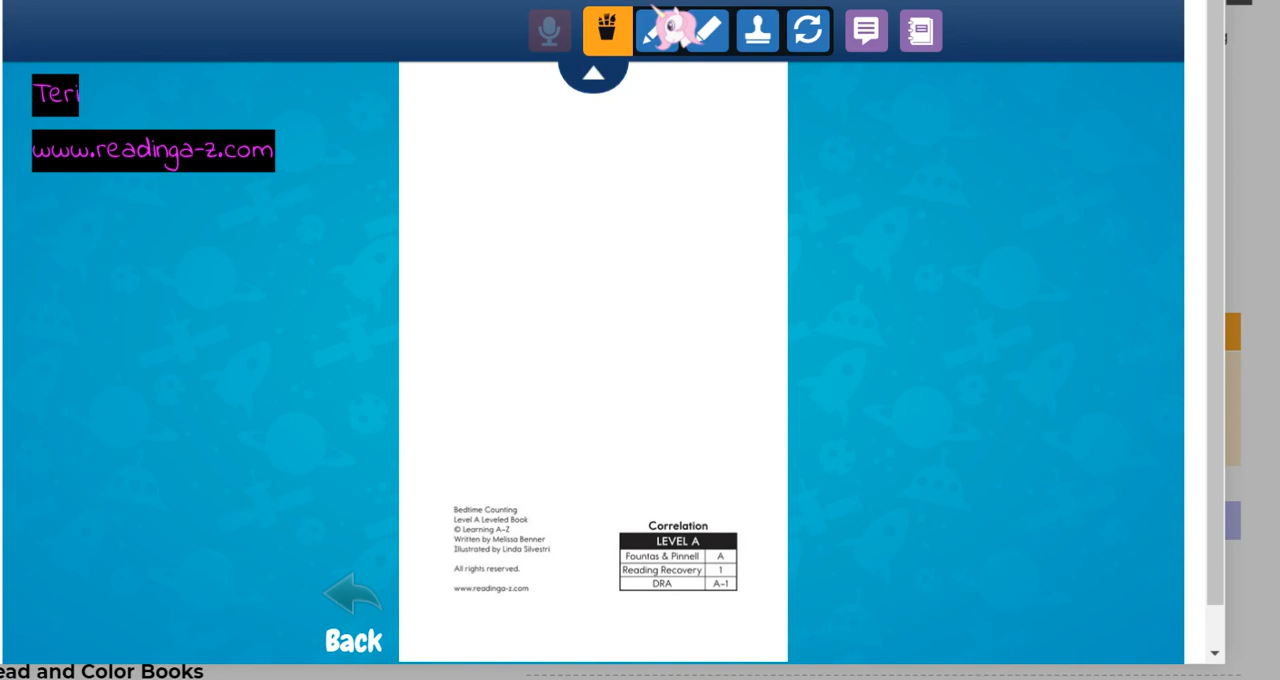 Teri
www.readinga-z.com
Bedtime Counting
Level A Leveled Book
© Learning A–Z
Written by Melissa Benner
Illustrated by Linda Silvestri
All rights reserved.
www.readinga-z.com
Correlation
LEVEL A
Fountas & Pinnell A
Reading Recovery 1
DRA A–1
Back
ead and Color Books